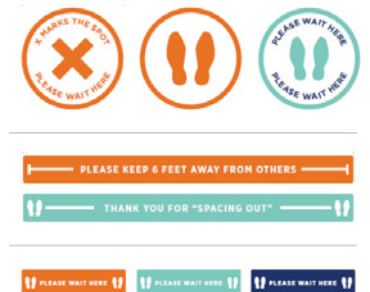 X MARKS THE SPOT
PLEASE WAIT HERE
PLEASE WAIT HERE
PLEASE WAIT HERE
PLEASE KEEP 6 FEET AWAY FROM OTHERS
THANK YOU FOR "SPACING OUT"
PLEASE WAIT HERE
PLEASE WAIT HERE
PLEASE WAIT HERE